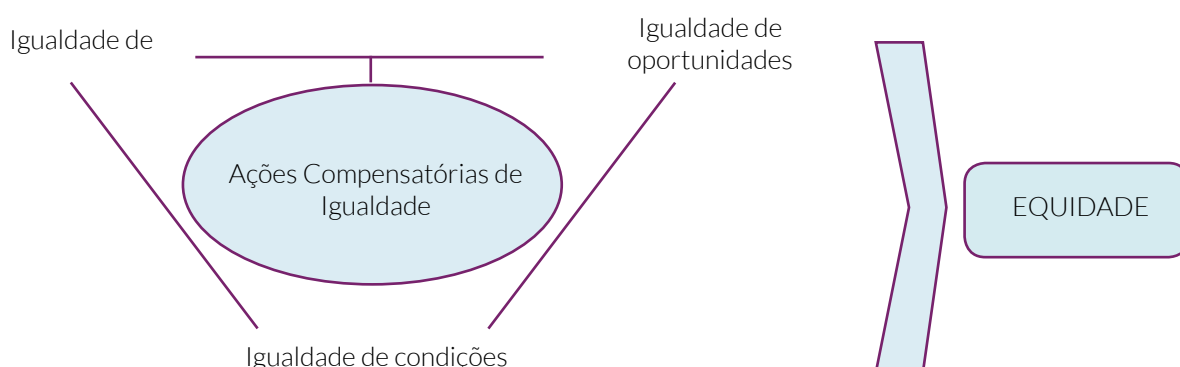 Igualdade de
Igualdade de
oportunidades
Ações Compensatórias de
Igualdade
EQUIDADE
Igualdade de condições